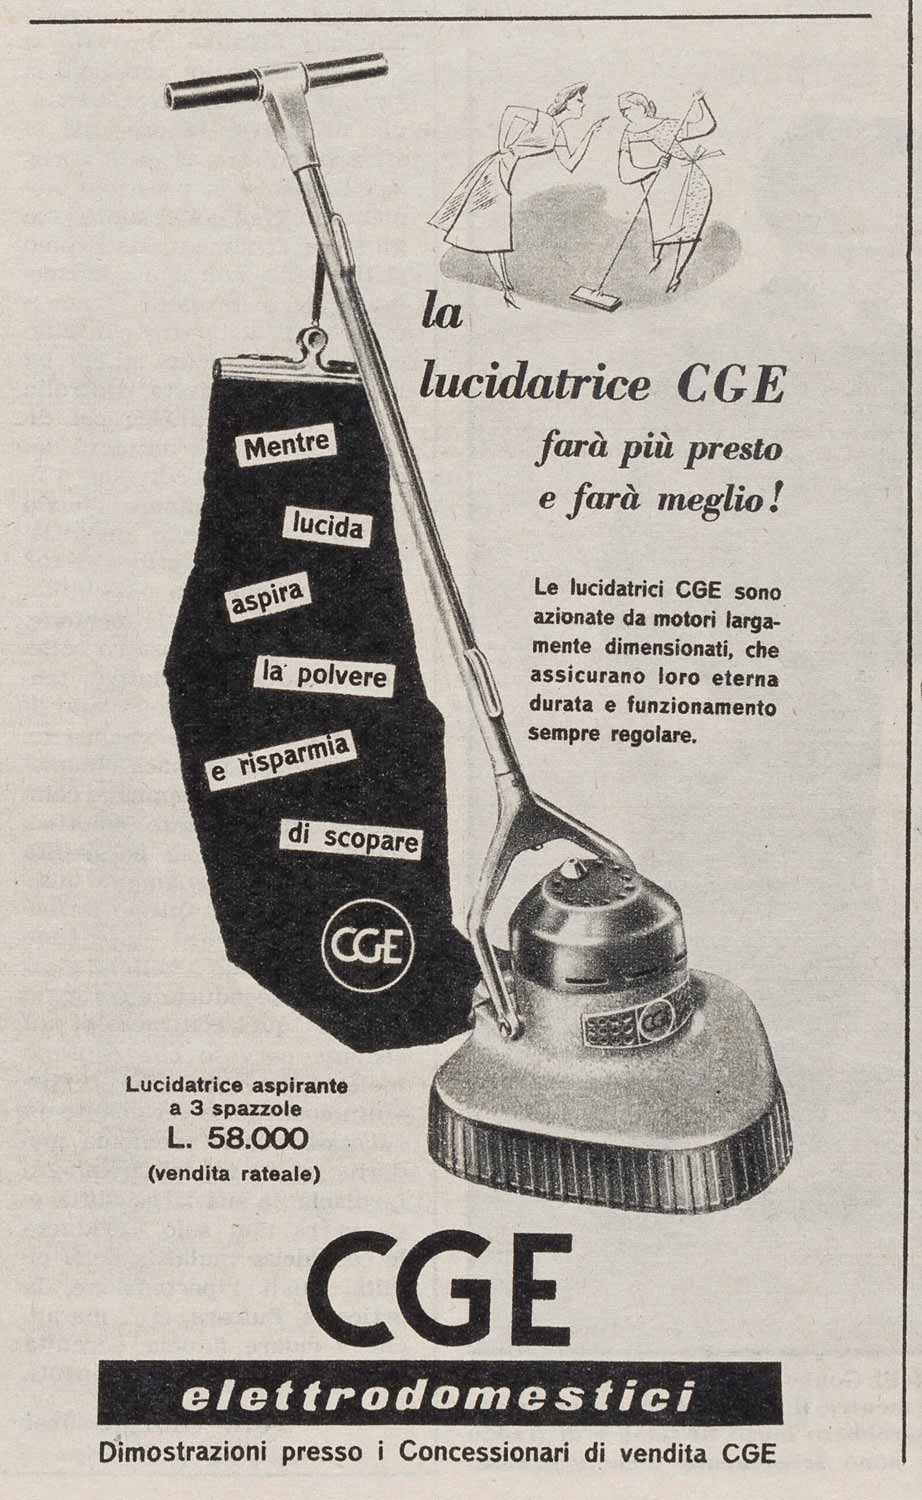 la
lucidatrice CGE
farà più presto
e farà meglio!
Mentre
lucida
aspira
la polvere
e risparmia
di scopare
CGE
Le lucidatrici CGE sono
azionate da motori larga-
mente dimensionati, che
assicurano loro eterna
durata e funzionamento
sempre regolare.
CGE
Lucidatrice aspirante
a 3 spazzole
L. 58.000
(vendita rateale)
CGE
elettrodomestici
Dimostrazioni presso i Concessionari di vendita CGE